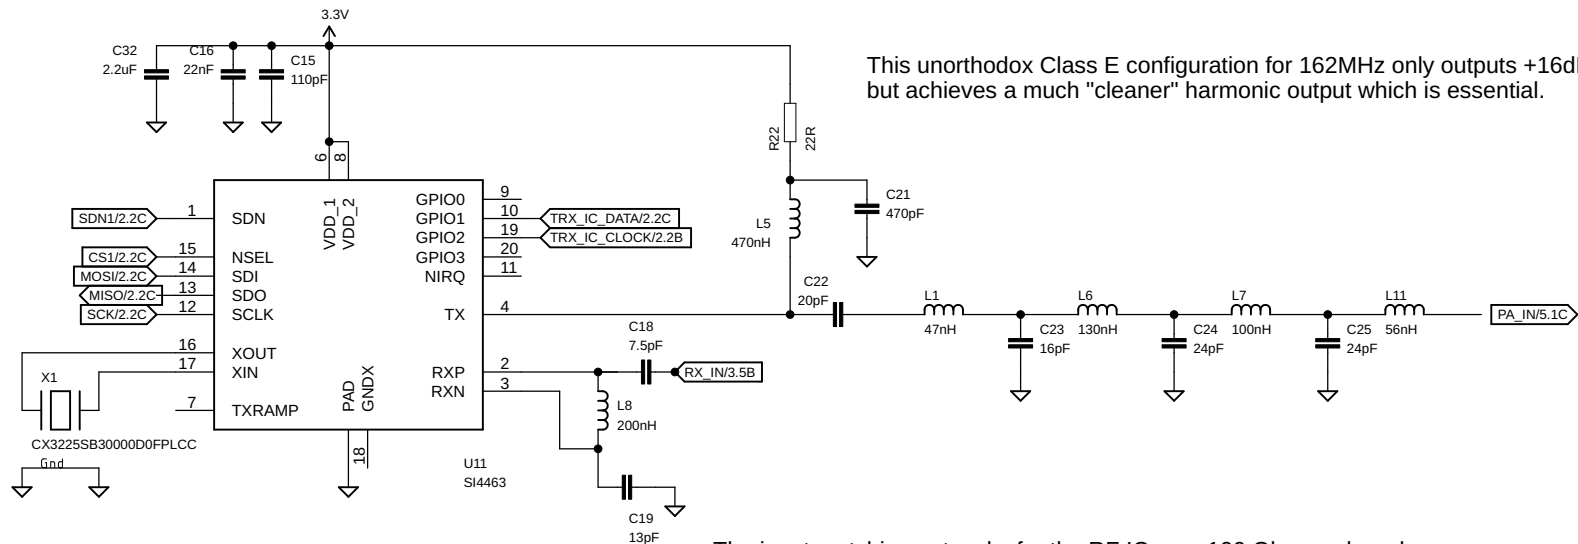 3.3V
C32
2.2uF
C16
22nF
C15
110pF
This unorthodox Class E configuration for 162MHz only outputs +16d
but achieves a much "cleaner" harmonic output which is essential.
R22
22R
6
8
VDD_1
VDD_2
SDN1/2.2C
1
SDN
CS1/2.2C
15
NSEL
MOSI/2.2C
14
SDI
MISO/2.2C
13
SDO
SCK/2.2C
12
SCLK
16
XOUT
17
XIN
7
TXRAMP
GPIO0
9
GPIO1
10
TRX_IC_DATA/2.2C
GPIO2
19
TRX_IC_CLOCK/2.2B
GPIO3
20
NIRQ
11
TX
4
RXP
2
RXN
3
PAD
GNDX
18
X1
CX3225SB30000D0FPLCC
Gnd
U11
SI4463
L5
470nH
C21
470pF
C22
20pF
L1
47nH
C23
16pF
L6
130nH
C24
24pF
L7
100nH
C25
24pF
L11
56nH
PA_IN/5.1C
C18
7.5pF
RX_IN/3.5B
L8
200nH
C19
13pF